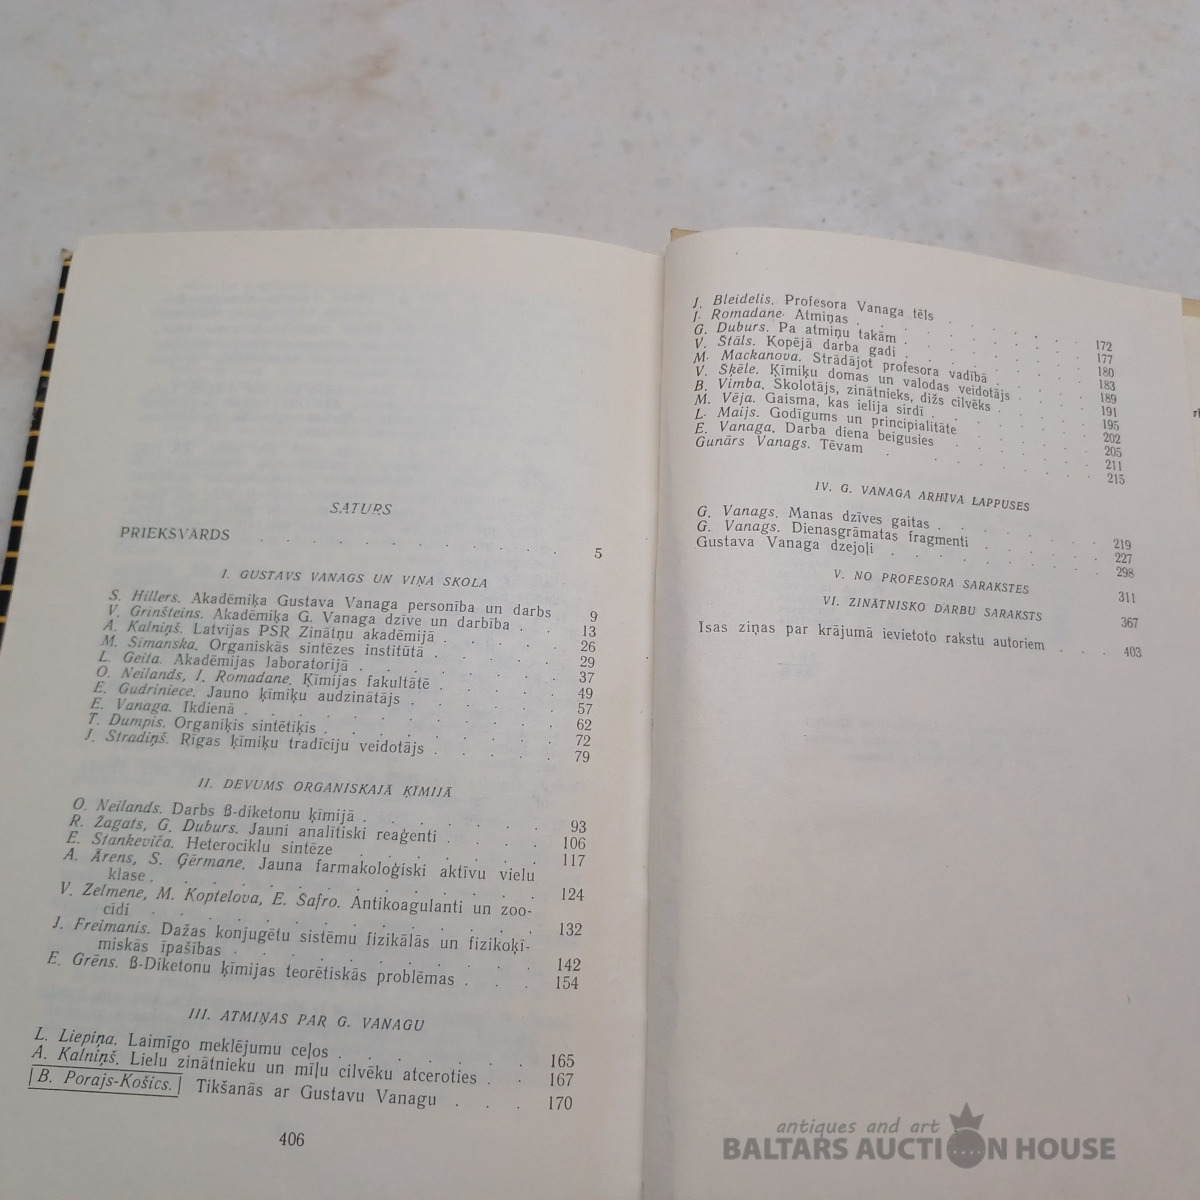 SATURS
PRIEKŠVĀRDS . . . . . . . . . . . . 5
I. GUSTAVS VANAGS UN VIŅA SKOLA
S. Hillers. Akadēmiķa Gustava Vanaga personība un darbs 9
V. Grinšteins. Akadēmiķa G. Vanaga dzīve un darbība . . 13
A. Kalniņš. Latvijas PSR Zinātņu akadēmijā . . . . 26
M. Šimanska. Organiskās sintēzes institūtā . . . . 29
L. Geita. Akadēmijas laboratorijā . . . . . . 37
O. Neilands, I. Romadane. Ķīmijas fakultātē . . . . 49
E. Gudriniece. Jauno ķīmiķu audzinātājs . . . . 57
E. Vanaga. Ikdienā . . . . . . . . . 62
T. Dumpis. Organiķis sintētiķis . . . . . . 72
J. Stradiņš. Rīgas ķīmiķu tradīciju veidotājs . . . . 79
II. DEVUMS ORGANISKAJĀ ĶĪMIJĀ
O. Neilands. Darbs β-diketonu ķīmijā . . . . . . 93
R. Zagats, G. Duburs. Jauni analītiski reaģenti . . . . 106
E. Stankeviča. Heterociklu sintēze . . . . . . 117
A. Ārens, S. Ģērmane. Jauna farmakoloģiski aktīvu vielu
klase . . . . . . . . . . . . 124
V. Zelmene, M. Koptelova, E. Šafro. Antikoagulanti un zoo-
cīdi . . . . . . . . . . . . 132
J. Freimanis. Dažas konjugētu sistēmu fizikālās un fizikoķī-
miskās īpašības . . . . . . . . . 142
E. Grēns. β-Diketonu ķīmijas teorētiskās problēmas . . . 154
III. ATMIŅAS PAR G. VANAGU
L. Liepiņa. Laimīgo meklējumu ceļos . . . . . . 165
A. Kalniņš. Lielu zinātnieku un mīļu cilvēku atceroties . . 167
B. Porajs-Košics. Tikšanās ar Gustavu Vanagu . . . 170
406
J. Bleidelis. Profesora Vanaga tēls . . . . . . 172
I. Romadane. Atmiņas . . . . . . . . 177
G. Duburs. Pa atmiņu takām . . . . . . . 180
V. Stāls. Kopējā darba gadi . . . . . . . 183
M. Mackanova. Strādājot profesora vadībā . . . . 189
V. Sķēle. Ķīmiķu domas un valodas veidotājs . . . . 191
B. Vimba. Skolotājs, zinātnieks, dižs cilvēks . . . . 195
M. Vēja. Gaisma, kas ielija sirdī . . . . . . 202
L. Maijs. Godīgums un principialitāte . . . . . 205
E. Vanaga. Darba diena beigusies . . . . . . 211
Gunārs Vanags. Tēvam . . . . . . . . 215
IV. G. VANAGA ARHĪVA LAPPUSES
G. Vanags. Manas dzīves gaitas . . . . . . 219
G. Vanags. Dienasgrāmatas fragmenti . . . . . 227
Gustava Vanaga dzejoļi . . . . . . . . 298
V. NO PROFESORA SARAKSTES 311
VI. ZINĀTNISKO DARBU SARAKSTS 367
Īsas ziņas par krājumā ievietoto rakstu autoriem . . . 403
antiques and art
BALTARS AUCTION HOUSE